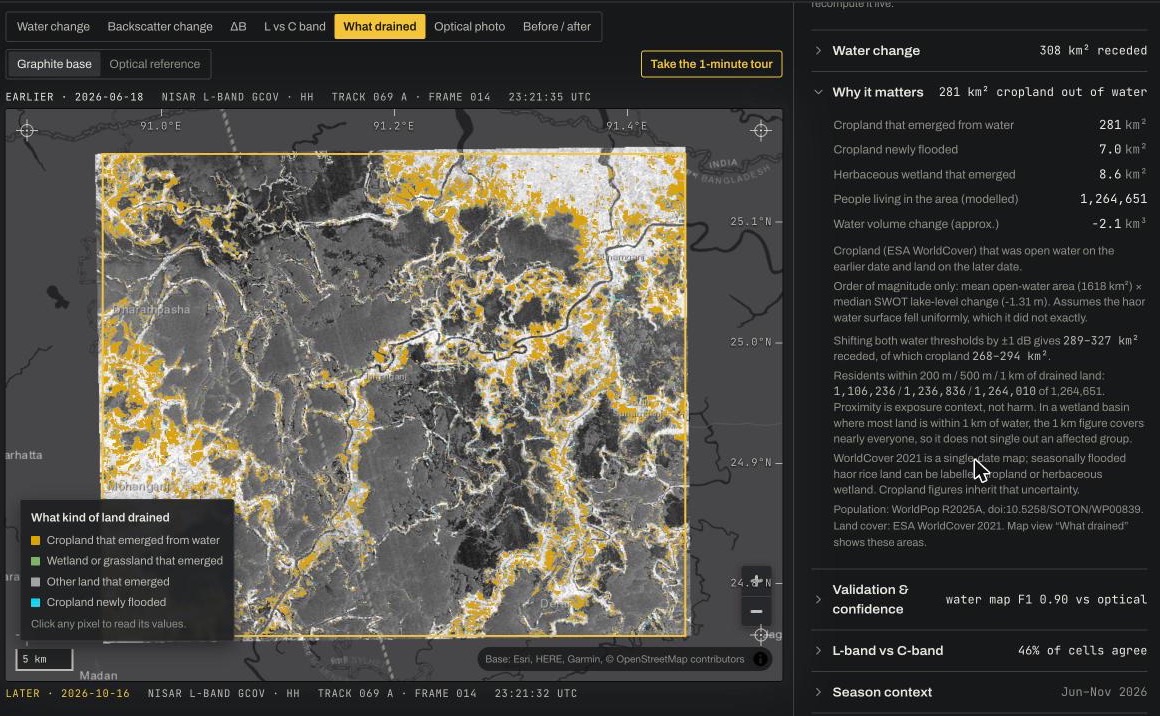 recompute it live.
Water change Backscatter change ΔB L vs C band What drained Optical photo Before / after
Graphite base Optical reference
Take the 1-minute tour
EARLIER · 2026-06-18 NISAR L-BAND GCOV · HH TRACK 069 A · FRAME 014 23:21:35 UTC
91.0°E 91.2°E 91.4°E
INDIA
BANGLADESH
25.1°N
Dharampasha
25.0°N
24.9°N
arhatta
Mohanganj
What kind of land drained
Cropland that emerged from water
Wetland or grassland that emerged
Other land that emerged
Cropland newly flooded
Click any pixel to read its values.
+
−
5 km
Madan
Base: Esri, HERE, Garmin, © OpenStreetMap contributors i
LATER · 2026-10-16 NISAR L-BAND GCOV · HH TRACK 069 A · FRAME 014 23:21:32 UTC
Water change 308 km² receded
Why it matters 281 km² cropland out of water
Cropland that emerged from water 281 km²
Cropland newly flooded 7.0 km²
Herbaceous wetland that emerged 8.6 km²
People living in the area (modelled) 1,264,651
Water volume change (approx.) -2.1 km³
Cropland (ESA WorldCover) that was open water on the
earlier date and land on the later date.
Order of magnitude only: mean open-water area (1618 km²) ×
median SWOT lake-level change (-1.31 m). Assumes the haor
water surface fell uniformly, which it did not exactly.
Shifting both water thresholds by ±1 dB gives 289–327 km²
receded, of which cropland 268–294 km².
Residents within 200 m / 500 m / 1 km of drained land:
1,106,236 / 1,236,836 / 1,264,010 of 1,264,651.
Proximity is exposure context, not harm. In a wetland basin
where most land is within 1 km of water, the 1 km figure covers
nearly everyone, so it does not single out an affected group.
WorldCover 2021 is a single-date map; seasonally flooded
haor rice land can be labelled cropland or herbaceous
wetland. Cropland figures inherit that uncertainty.
Population: WorldPop R2025A, doi:10.5258/SOTON/WP00839.
Land cover: ESA WorldCover 2021. Map view “What drained”
shows these areas.
Validation &
confidence water map F1 0.90 vs optical
L-band vs C-band 46% of cells agree
Season context Jun–Nov 2026